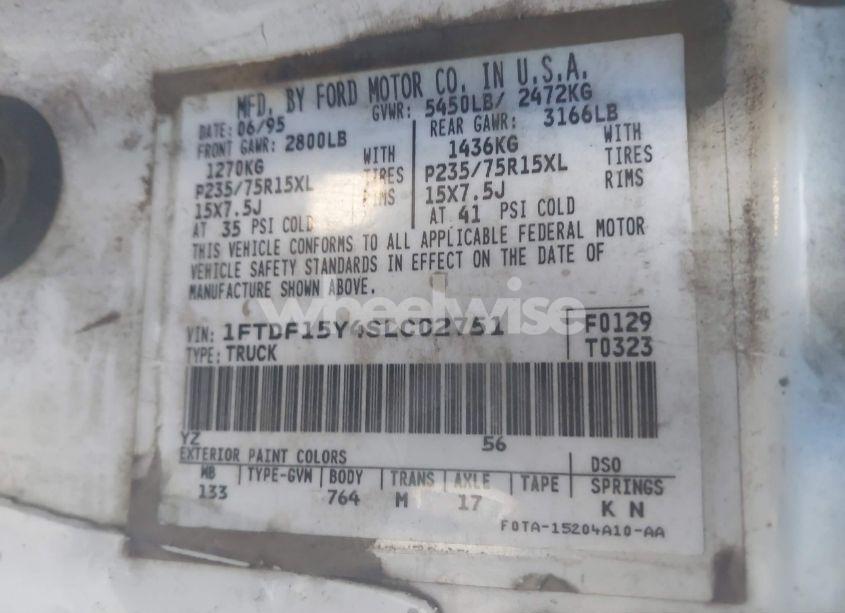 MFD. BY FORD MOTOR CO. IN U.S.A.
DATE: 06/95 GVWR: 5450LB/ 2472KG
FRONT GAWR: 2800LB REAR GAWR: 3166LB
1270KG WITH 1436KG WITH
P235/75R15XL TIRES P235/75R15XL TIRES
15X7.5J RIMS 15X7.5J RIMS
AT 35 PSI COLD AT 41 PSI COLD
THIS VEHICLE CONFORMS TO ALL APPLICABLE FEDERAL MOTOR
VEHICLE SAFETY STANDARDS IN EFFECT ON THE DATE OF
MANUFACTURE SHOWN ABOVE.
wheelwise
VIN: 1FTDF15Y4SLC02751 F0129
TYPE: TRUCK T0323
YZ 56
EXTERIOR PAINT COLORS DSO
WB TYPE-GVW BODY TRANS AXLE TAPE SPRINGS
133 764 M 17 K N
F0TA-15204A10-AA